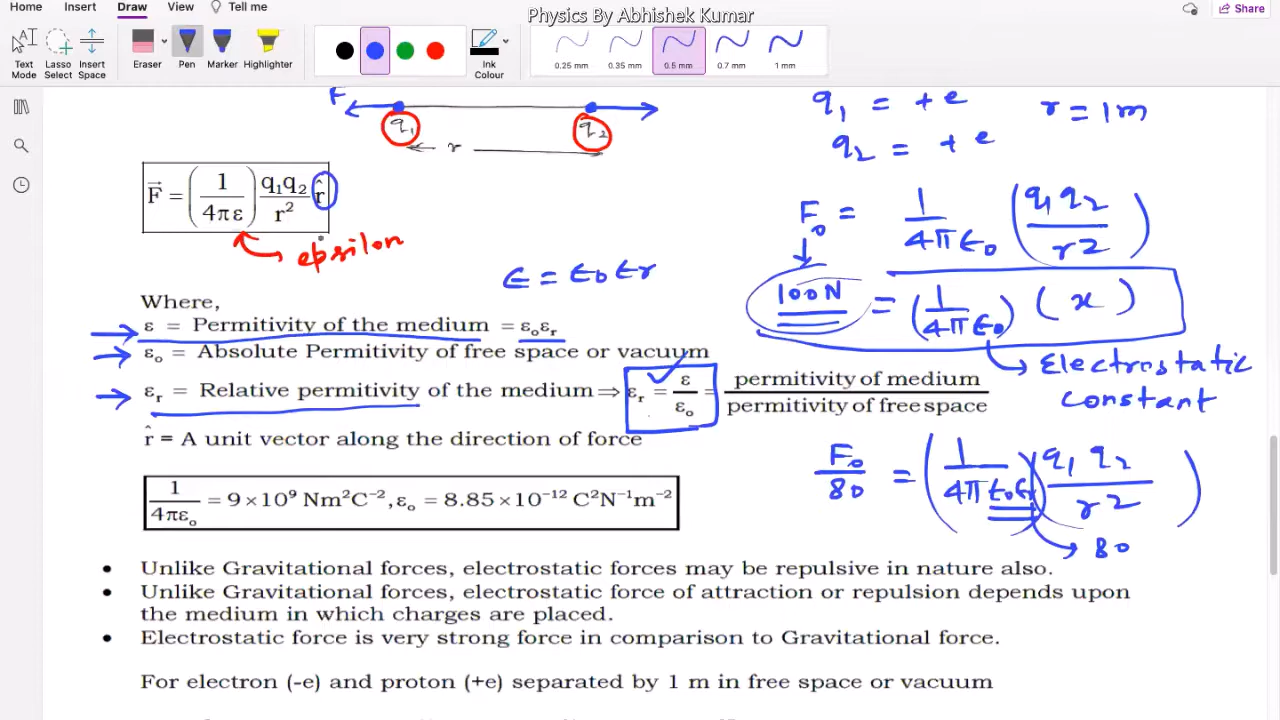 Home Insert Draw View Tell me
Physics By Abhishek Kumar
Share
Text Mode
Lasso Select
Insert Space
Eraser
Pen
Marker
Highlighter
Ink Colour
0.25 mm 0.35 mm 0.5 mm 0.7 mm 1 mm
F
q₁ q₂
r
q₁ = +e r = 1m
q₂ = +e
F⃗ = (1/4πε) q₁q₂/r² r̂
epsilon
F₀ = 1/4πε₀ (q₁q₂/r2)
ε = ε₀εr
100N = (1/4πε₀) (x)
Electrostatic constant
Where,
ε = Permitivity of the medium = εₒεᵣ
εₒ = Absolute Permitivity of free space or vacuum
εᵣ = Relative permitivity of the medium ⇒ εᵣ = ε/εₒ = permitivity of medium/permitivity of free space
r̂ = A unit vector along the direction of force
F₀/80 = (1/4πε₀εr)(q₁q₂/r2)
80
1/4πεₒ = 9×10⁹ Nm²C⁻², εₒ = 8.85×10⁻¹² C²N⁻¹m⁻²
• Unlike Gravitational forces, electrostatic forces may be repulsive in nature also.
• Unlike Gravitational forces, electrostatic force of attraction or repulsion depends upon
the medium in which charges are placed.
• Electrostatic force is very strong force in comparison to Gravitational force.
For electron (-e) and proton (+e) separated by 1 m in free space or vacuum